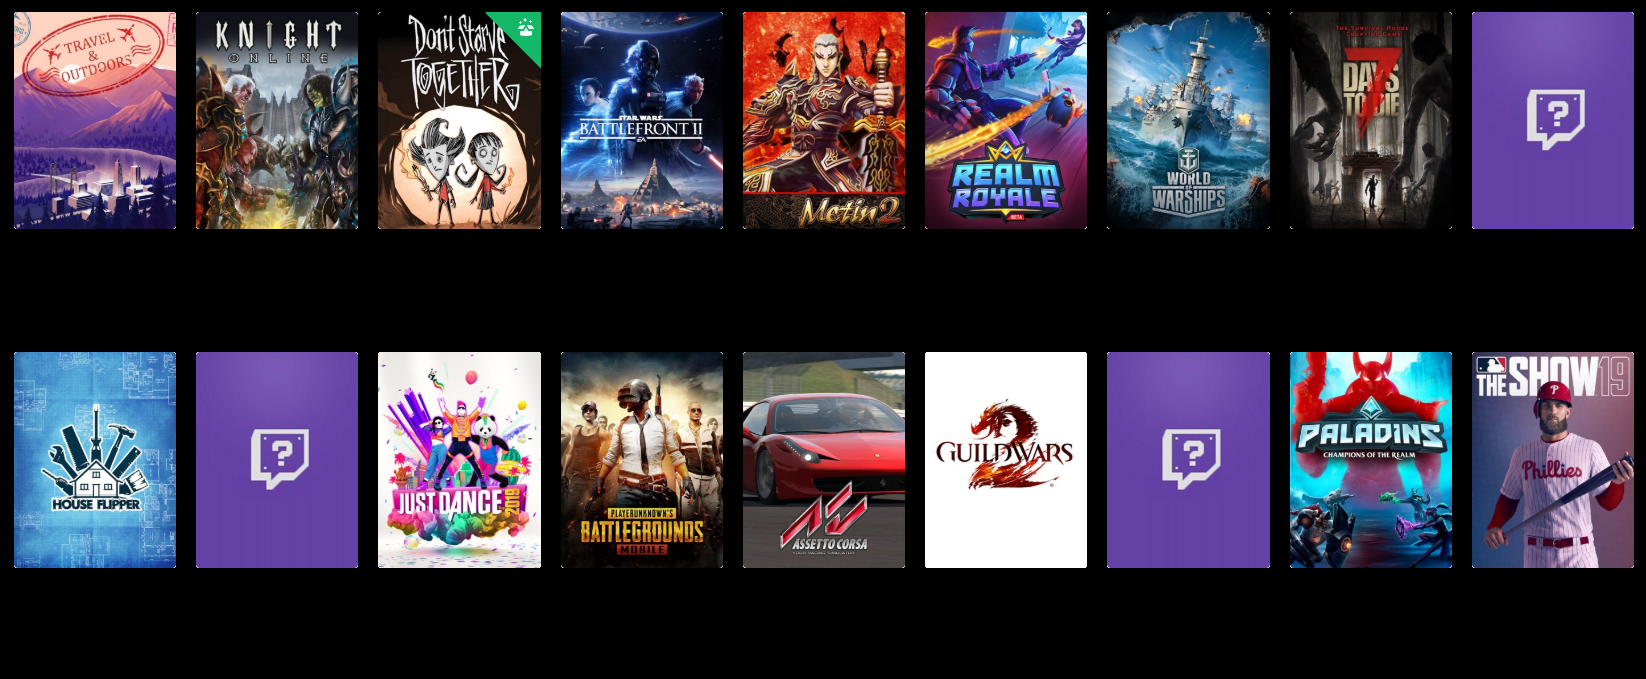 TRAVEL
&
OUTDOORS
KNIGHT
ONLINE
Don't Starve
TOGETHER
STAR WARS
BATTLEFRONT II
EA
Metin2
REALM
ROYALE
BETA
WORLD
OF
WARSHIPS
THE SURVIVAL HORDE
CRAFTING GAME
7
DAYS
TO DIE
?
HOUSE FLIPPER
?
JUST DANCE
2019
PLAYERUNKNOWN'S
BATTLEGROUNDS
MOBILE
ASSETTO CORSA
GUILD WARS
2
?
PALADINS
CHAMPIONS OF THE REALM
THE SHOW 19
P
Phillies